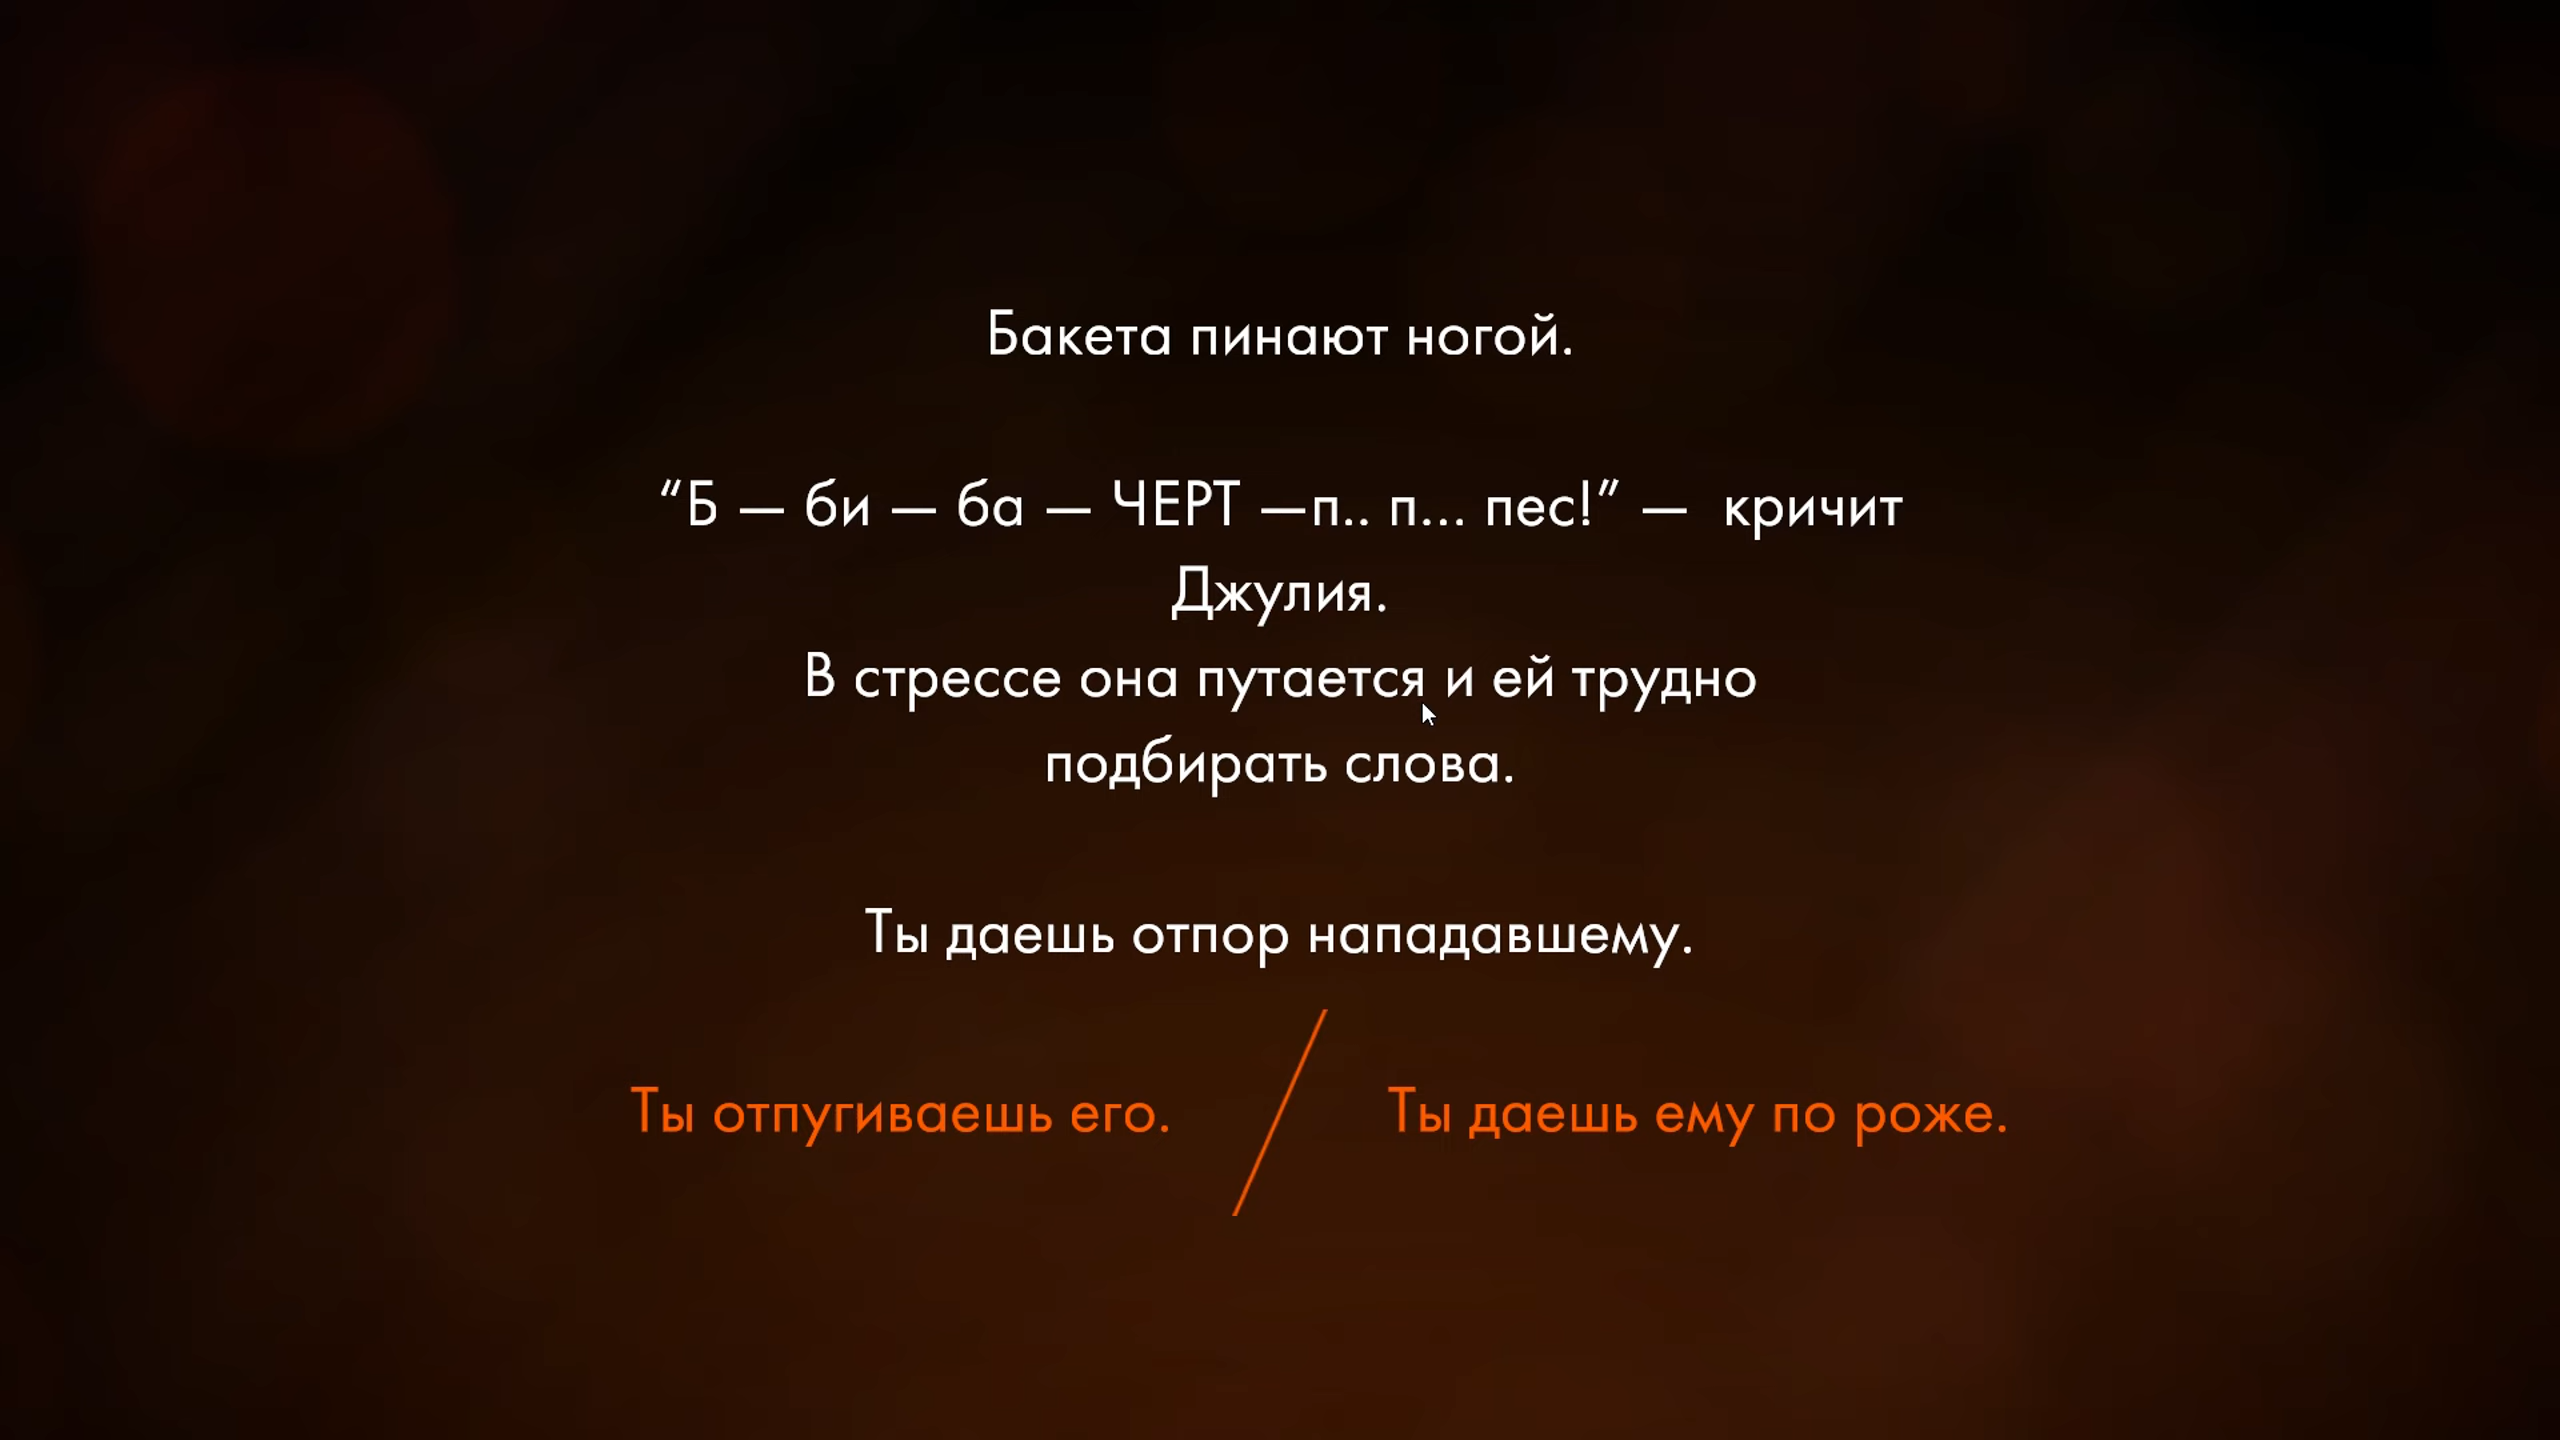 Бакета пинают ногой.
“Б — би — ба — ЧЕРТ —п.. п... пес!” — кричит
Джулия.
В стрессе она путается и ей трудно
подбирать слова.
Ты даешь отпор нападавшему.
Ты отпугиваешь его. / Ты даешь ему по роже.